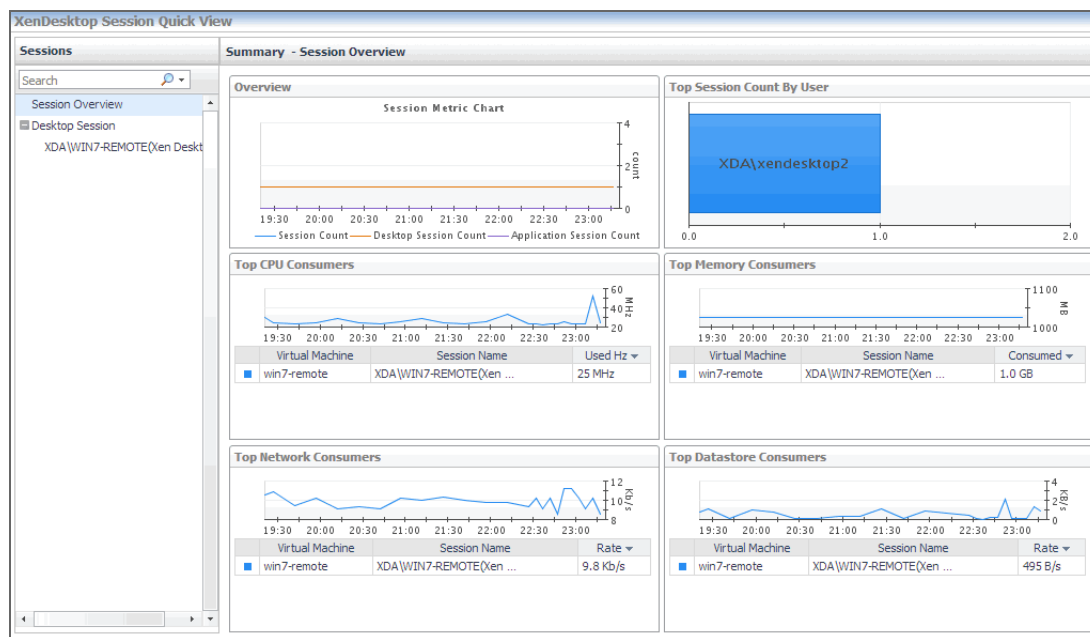 XenDesktop Session Quick View
Sessions
Search
Session Overview
Desktop Session
XDA\WIN7-REMOTE(Xen Deskt
Summary - Session Overview
Overview
Session Metric Chart
4
2
0
count
19:30 20:00 20:30 21:00 21:30 22:00 22:30 23:00
Session Count Desktop Session Count Application Session Count
Top Session Count By User
XDA\xendesktop2
0.0 1.0 2.0
Top CPU Consumers
60
40
20
MHz
19:30 20:00 20:30 21:00 21:30 22:00 22:30 23:00
Virtual Machine Session Name Used Hz
win7-remote XDA\WIN7-REMOTE(Xen ... 25 MHz
Top Memory Consumers
1100
1000
MB
19:30 20:00 20:30 21:00 21:30 22:00 22:30 23:00
Virtual Machine Session Name Consumed
win7-remote XDA\WIN7-REMOTE(Xen ... 1.0 GB
Top Network Consumers
12
10
8
Kb/s
19:30 20:00 20:30 21:00 21:30 22:00 22:30 23:00
Virtual Machine Session Name Rate
win7-remote XDA\WIN7-REMOTE(Xen ... 9.8 Kb/s
Top Datastore Consumers
4
2
0
KB/s
19:30 20:00 20:30 21:00 21:30 22:00 22:30 23:00
Virtual Machine Session Name Rate
win7-remote XDA\WIN7-REMOTE(Xen ... 495 B/s